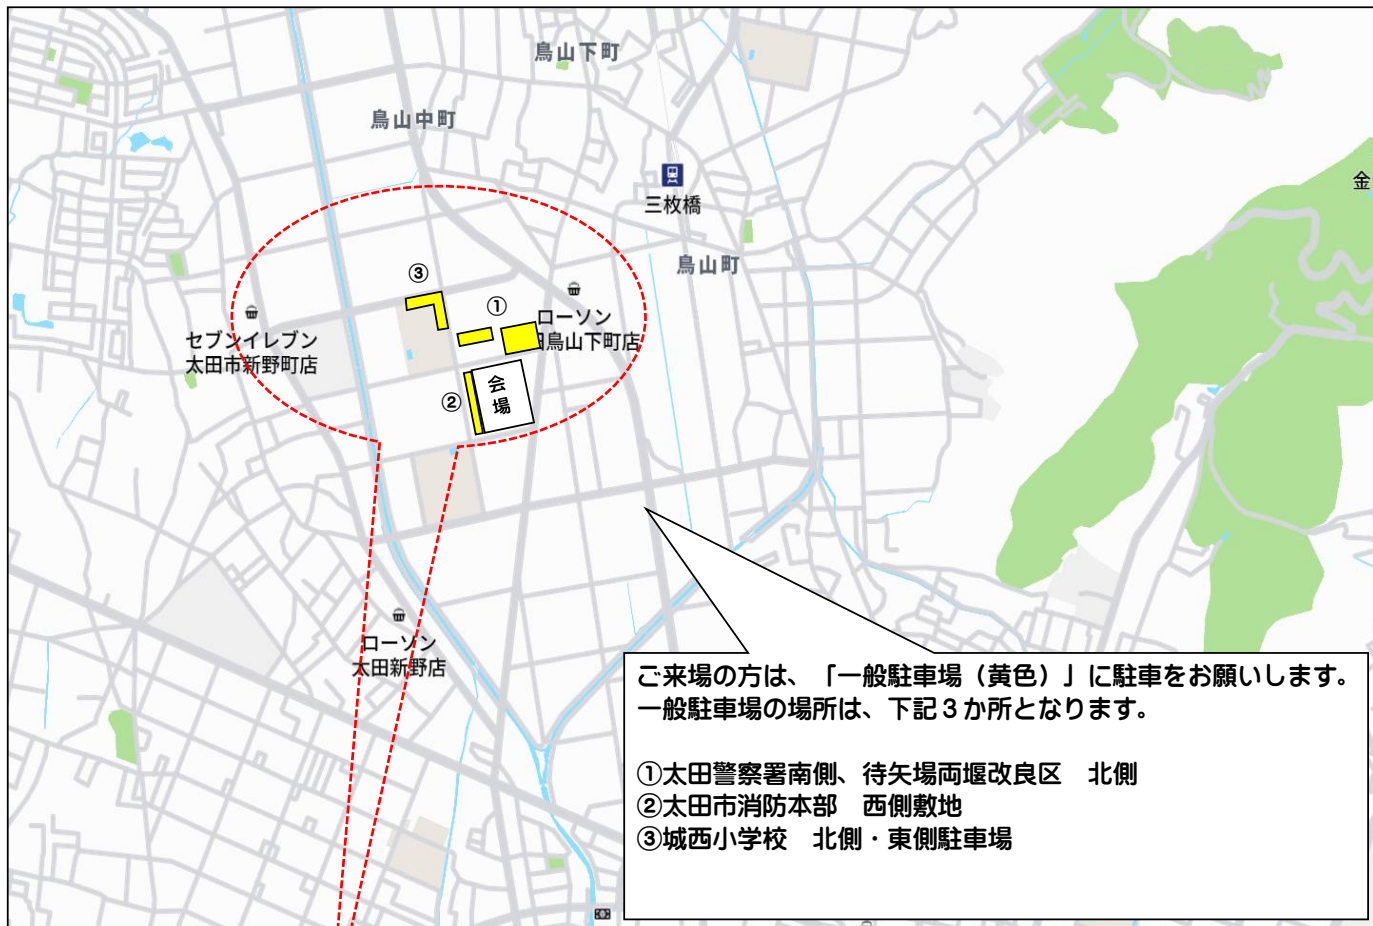 鳥山下町
鳥山中町
三枚橋
金
鳥山町
③
①
ローソン
田鳥山下町店
セブンイレブン
太田市新野町店
②
会
場
ローソン
太田新野店
ご来場の方は、「一般駐車場（黄色）」に駐車をお願いします。
一般駐車場の場所は、下記３か所となります。
①太田警察署南側、待矢場両堰改良区　北側
②太田市消防本部　西側敷地
③城西小学校　北側・東側駐車場